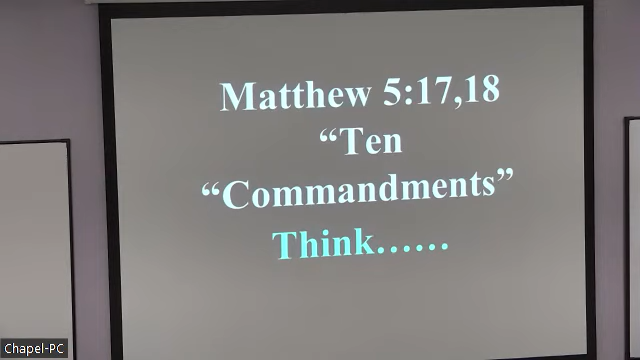 Matthew 5:17,18
“Ten
“Commandments”
Think……
Chapel-PC